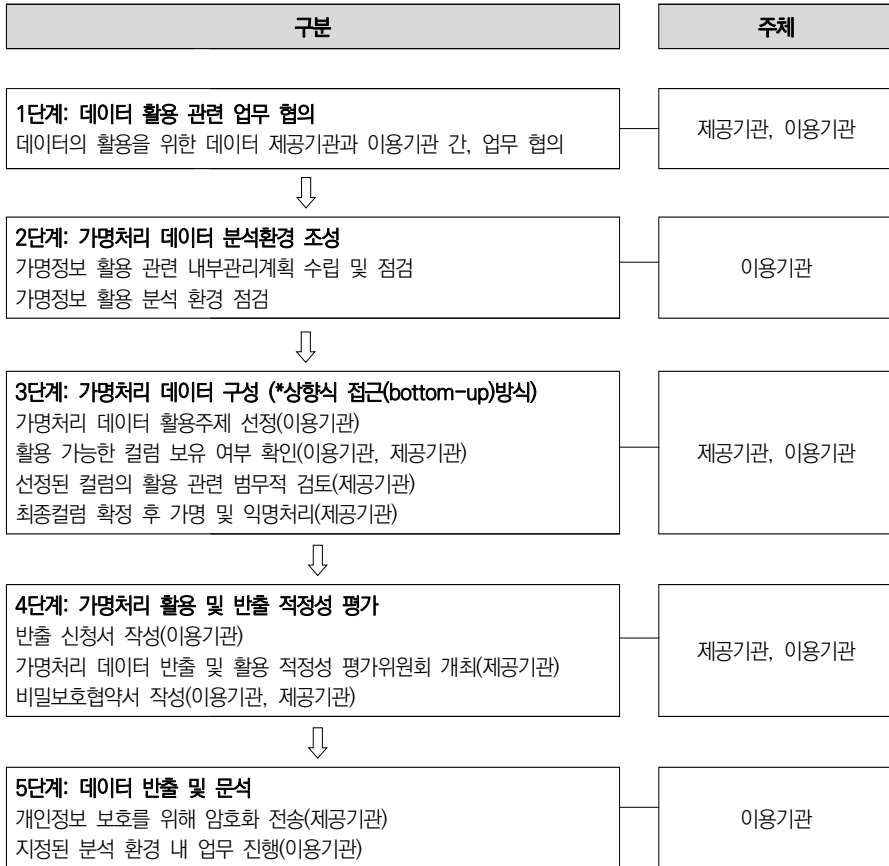 구분
주체
1단계: 데이터 활용 관련 업무 협의
데이터의 활용을 위한 데이터 제공기관과 이용기관 간, 업무 협의
제공기관, 이용기관
2단계: 가명처리 데이터 분석환경 조성
가명정보 활용 관련 내부관리계획 수립 및 점검
가명정보 활용 분석 환경 점검
이용기관
3단계: 가명처리 데이터 구성 (*상향식 접근(bottom-up)방식)
가명처리 데이터 활용주제 선정(이용기관)
활용 가능한 컬럼 보유 여부 확인(이용기관, 제공기관)
선정된 컬럼의 활용 관련 범무적 검토(제공기관)
최종컬럼 확정 후 가명 및 익명처리(제공기관)
제공기관, 이용기관
4단계: 가명처리 활용 및 반출 적정성 평가
반출 신청서 작성(이용기관)
가명처리 데이터 반출 및 활용 적정성 평가위원회 개최(제공기관)
비밀보호협약서 작성(이용기관, 제공기관)
제공기관, 이용기관
5단계: 데이터 반출 및 문석
개인정보 보호를 위해 암호화 전송(제공기관)
지정된 분석 환경 내 업무 진행(이용기관)
이용기관